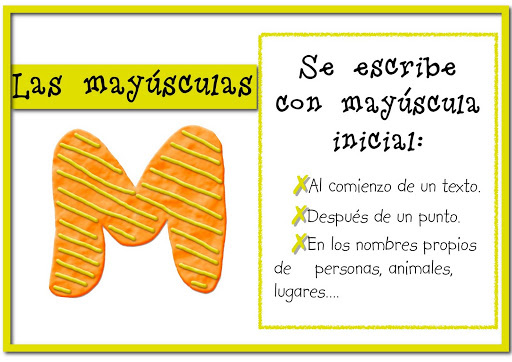 Las mayúsculas
M
Se escribe
con mayúscula
inicial:
Al comienzo de un texto.
Después de un punto.
En los nombres propios
de personas, animales,
lugares....